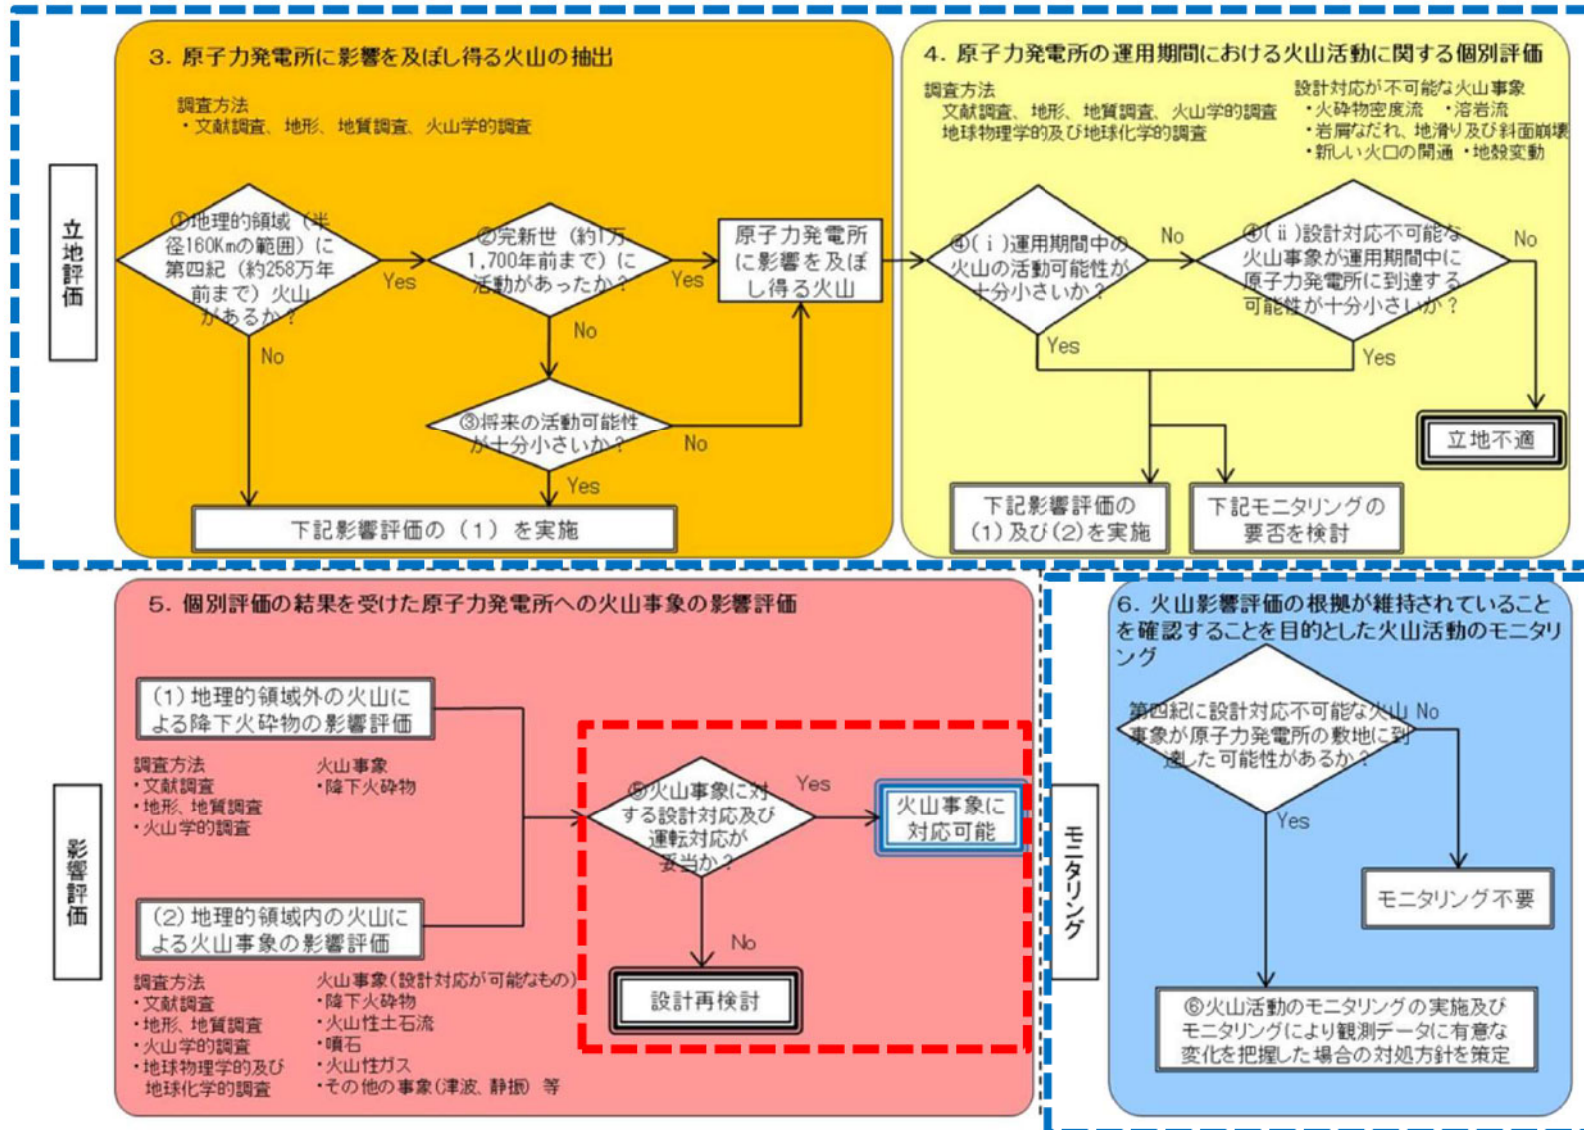 3. 原子力発電所に影響を及ぼし得る火山の抽出
調査方法
・文献調査、地形、地質調査、火山学的調査
立地評価
①地理的領域（半
径160Kmの範囲）に
第四紀（約258万年
前まで）火山
があるか？
Yes
No
②完新世（約1万
1,700年前まで）に
活動があったか？
Yes
No
③将来の活動可能性
が十分小さいか？
No
Yes
原子力発電所
に影響を及ぼ
し得る火山
下記影響評価の（1）を実施
4. 原子力発電所の運用期間における火山活動に関する個別評価
調査方法
文献調査、地形、地質調査、火山学的調査
地球物理学的及び地球化学的調査
設計対応が不可能な火山事象
・火砕物密度流　・溶岩流
・岩屑なだれ、地滑り及び斜面崩壊
・新しい火口の開通　・地殻変動
④(ⅰ)運用期間中の
火山の活動可能性が
十分小さいか？
No
Yes
④(ⅱ)設計対応不可能な
火山事象が運用期間中に
原子力発電所に到達する
可能性が十分小さいか？
No
Yes
立地不適
下記影響評価の
(1)及び(2)を実施
下記モニタリングの
要否を検討
5. 個別評価の結果を受けた原子力発電所への火山事象の影響評価
影響評価
(1)地理的領域外の火山に
よる降下火砕物の影響評価
調査方法
・文献調査
・地形、地質調査
・火山学的調査
火山事象
・降下火砕物
(2)地理的領域内の火山に
よる火山事象の影響評価
調査方法
・文献調査
・地形、地質調査
・火山学的調査
・地球物理学的及び
地球化学的調査
火山事象(設計対応が可能なもの)
・降下火砕物
・火山性土石流
・噴石
・火山性ガス
・その他の事象(津波、静振) 等
⑤火山事象に対
する設計対応及び
運転対応が
妥当か？
Yes
No
火山事象に
対応可能
設計再検討
モニタリング
6. 火山影響評価の根拠が維持されていること
を確認することを目的とした火山活動のモニタリ
ング
第四紀に設計対応不可能な火山
事象が原子力発電所の敷地に到
達した可能性があるか？
No
Yes
モニタリング不要
⑥火山活動のモニタリングの実施及び
モニタリングにより観測データに有意な
変化を把握した場合の対処方針を策定